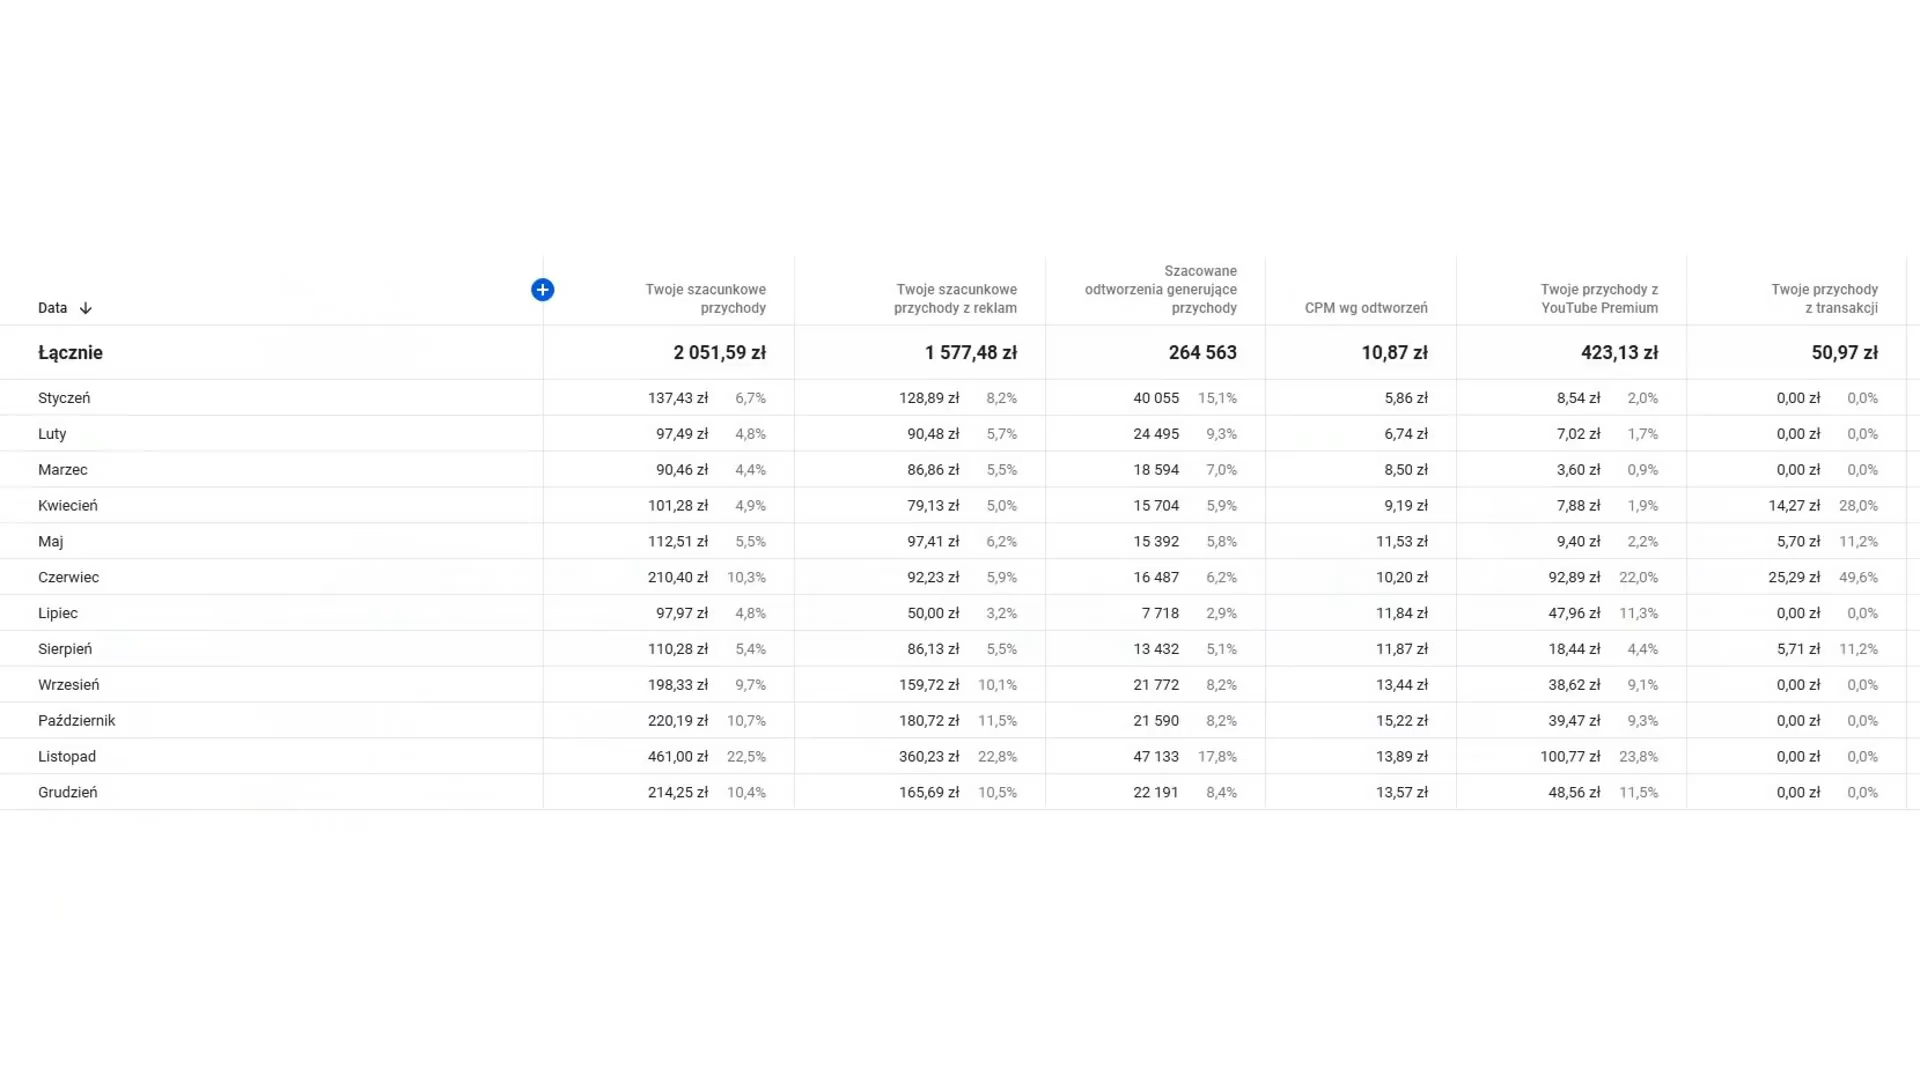 Data
Twoje szacunkowe
przychody
Twoje szacunkowe
przychody z reklam
Szacowane
odtworzenia generujące
przychody
CPM wg odtworzeń
Twoje przychody z
YouTube Premium
Twoje przychody
z transakcji
Łącznie 2 051,59 zł 1 577,48 zł 264 563 10,87 zł 423,13 zł 50,97 zł
Styczeń 137,43 zł 6,7% 128,89 zł 8,2% 40 055 15,1% 5,86 zł 8,54 zł 2,0% 0,00 zł 0,0%
Luty 97,49 zł 4,8% 90,48 zł 5,7% 24 495 9,3% 6,74 zł 7,02 zł 1,7% 0,00 zł 0,0%
Marzec 90,46 zł 4,4% 86,86 zł 5,5% 18 594 7,0% 8,50 zł 3,60 zł 0,9% 0,00 zł 0,0%
Kwiecień 101,28 zł 4,9% 79,13 zł 5,0% 15 704 5,9% 9,19 zł 7,88 zł 1,9% 14,27 zł 28,0%
Maj 112,51 zł 5,5% 97,41 zł 6,2% 15 392 5,8% 11,53 zł 9,40 zł 2,2% 5,70 zł 11,2%
Czerwiec 210,40 zł 10,3% 92,23 zł 5,9% 16 487 6,2% 10,20 zł 92,89 zł 22,0% 25,29 zł 49,6%
Lipiec 97,97 zł 4,8% 50,00 zł 3,2% 7 718 2,9% 11,84 zł 47,96 zł 11,3% 0,00 zł 0,0%
Sierpień 110,28 zł 5,4% 86,13 zł 5,5% 13 432 5,1% 11,87 zł 18,44 zł 4,4% 5,71 zł 11,2%
Wrzesień 198,33 zł 9,7% 159,72 zł 10,1% 21 772 8,2% 13,44 zł 38,62 zł 9,1% 0,00 zł 0,0%
Październik 220,19 zł 10,7% 180,72 zł 11,5% 21 590 8,2% 15,22 zł 39,47 zł 9,3% 0,00 zł 0,0%
Listopad 461,00 zł 22,5% 360,23 zł 22,8% 47 133 17,8% 13,89 zł 100,77 zł 23,8% 0,00 zł 0,0%
Grudzień 214,25 zł 10,4% 165,69 zł 10,5% 22 191 8,4% 13,57 zł 48,56 zł 11,5% 0,00 zł 0,0%